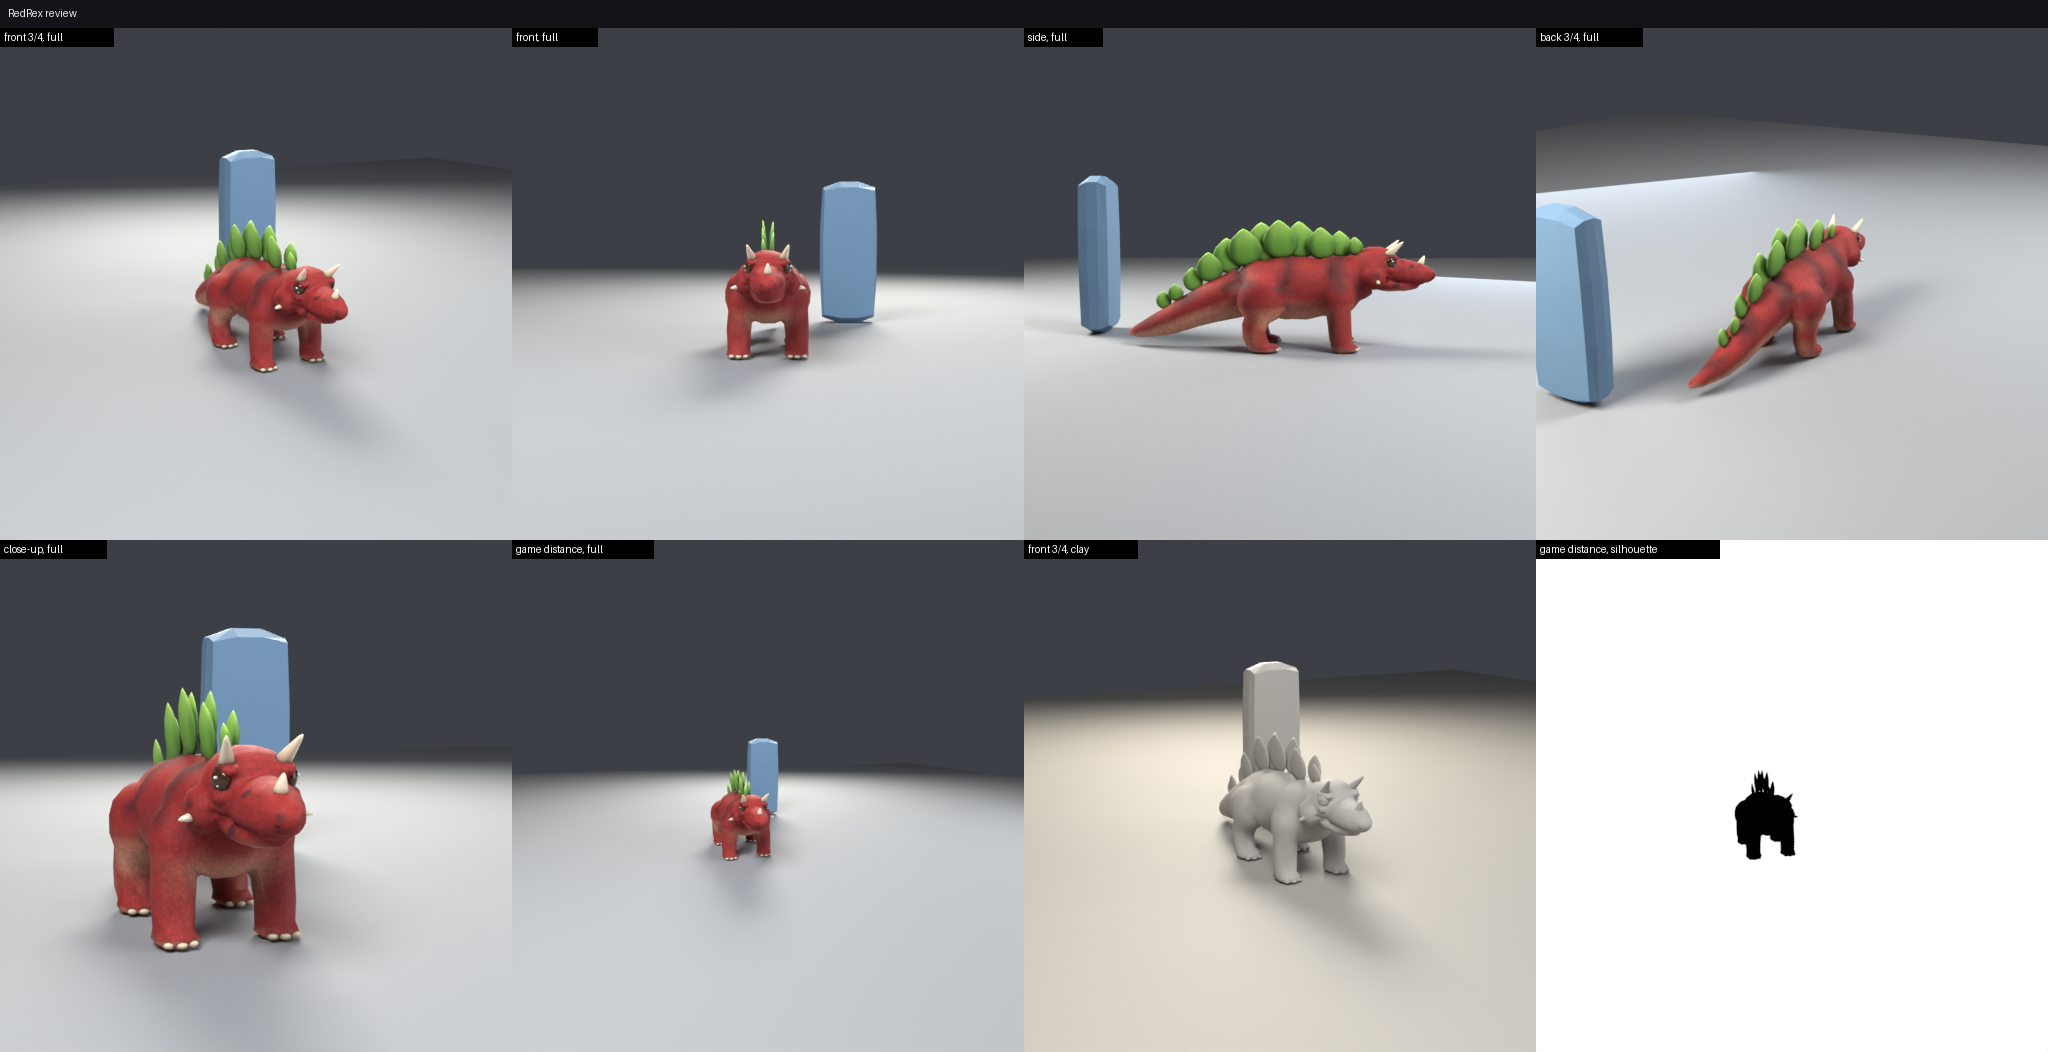 RedRex review
front 3/4, full
front, full
side, full
back 3/4, full
close-up, full
game distance, full
front 3/4, clay
game distance, silhouette